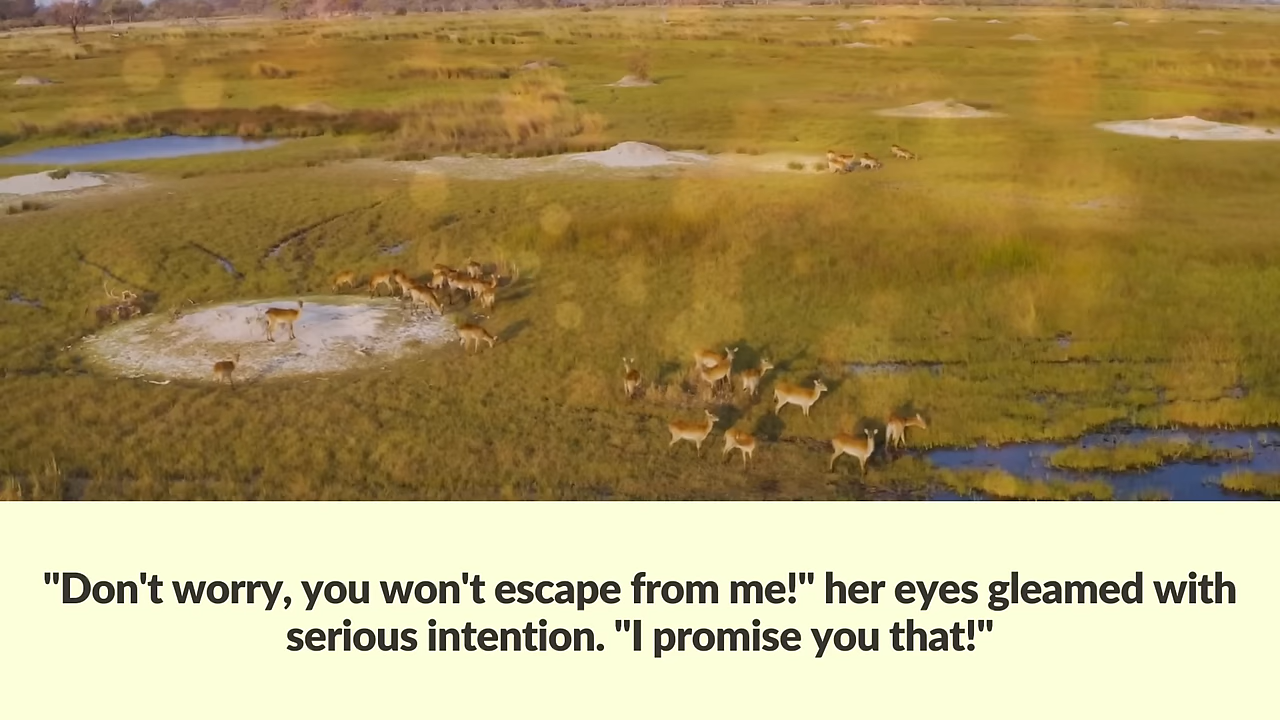 "Don't worry, you won't escape from me!" her eyes gleamed with
serious intention. "I promise you that!"